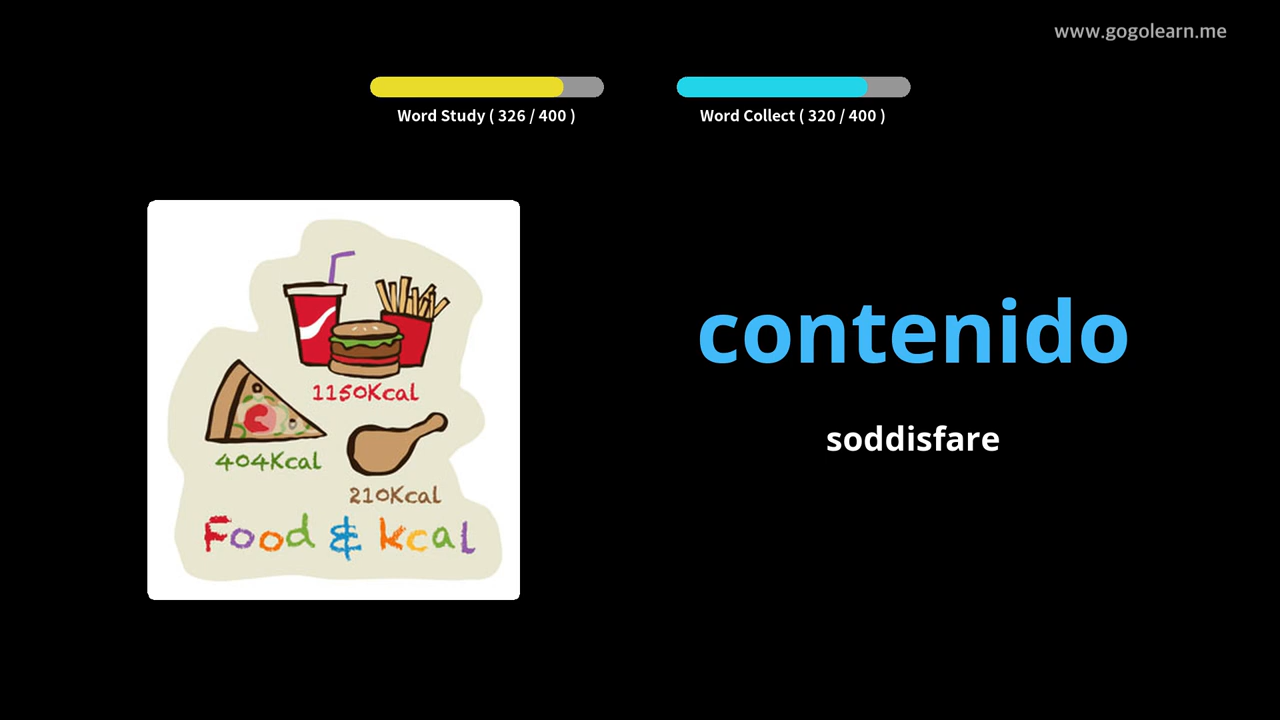 www.gogolearn.me
Word Study ( 326 / 400 )
Word Collect ( 320 / 400 )
1150Kcal
404Kcal
210Kcal
Food & kcal
contenido
soddisfare